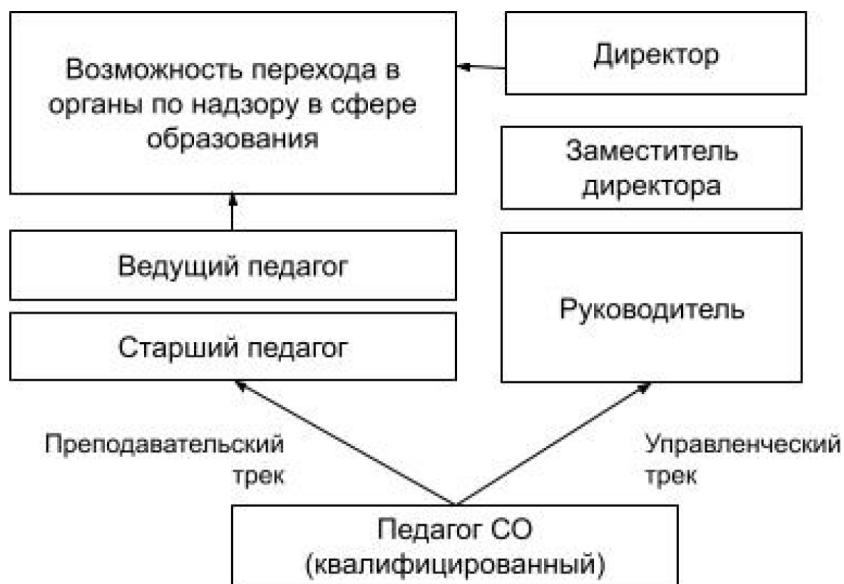 Возможность перехода в
органы по надзору в сфере
образования
Директор
Заместитель
директора
Ведущий педагог
Старший педагог
Руководитель
Преподавательский
трек
Управленческий
трек
Педагог СО
(квалифицированный)